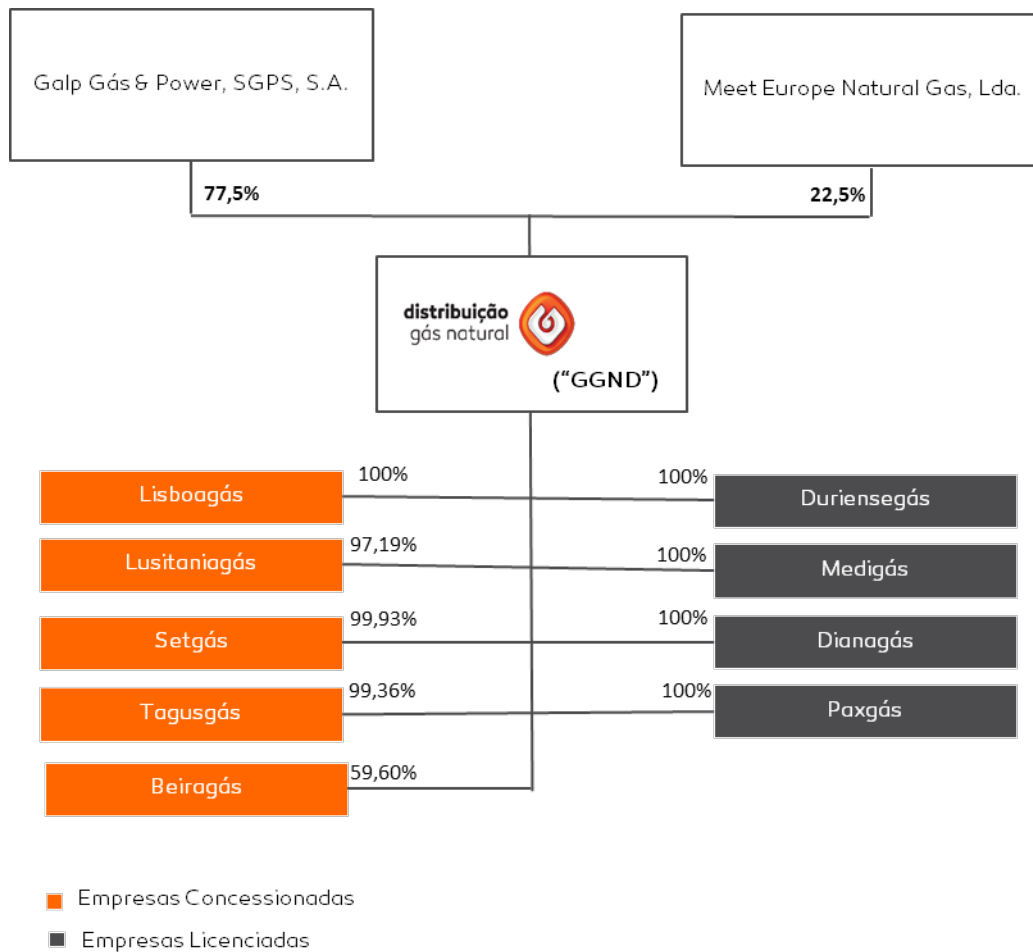 Galp Gás & Power, SGPS, S.A.
Meet Europe Natural Gas, Lda.
77,5%
22,5%
distribuição
gás natural
("GGND")
Lisboagás
100%
100%
Duriensegás
Lusitaniagás
97,19%
100%
Medigás
Setgás
99,93%
100%
Dianagás
Tagusgás
99,36%
100%
Paxgás
Beiragás
59,60%
Empresas Concessionadas
Empresas Licenciadas